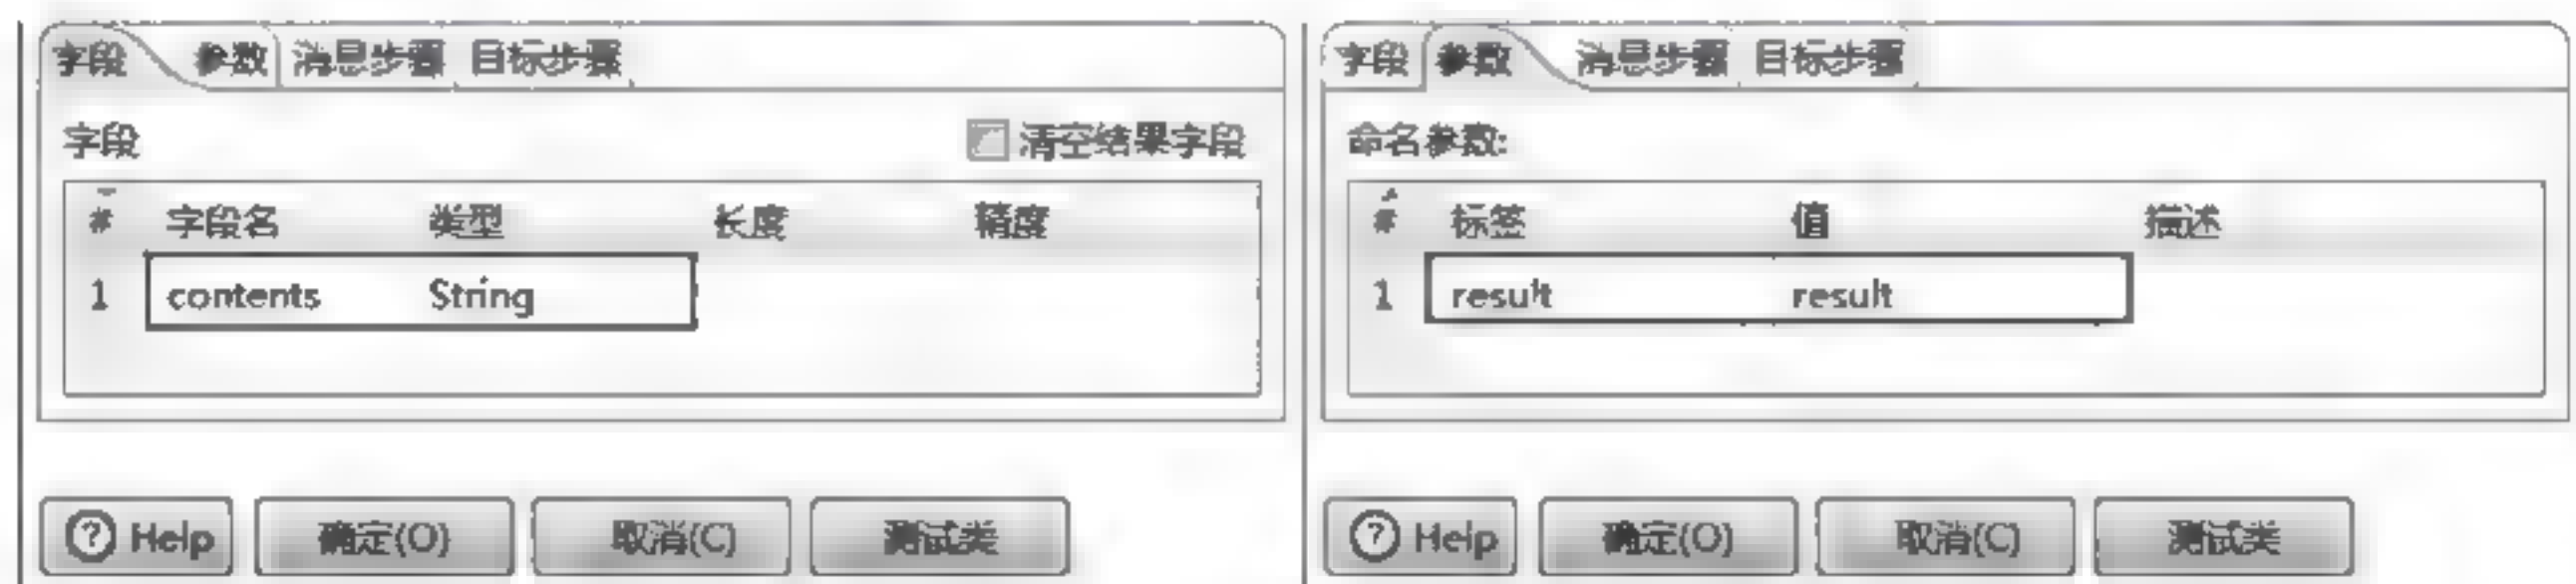 字段 参数 消息步骤 目标步骤
字段 清空结果字段
# 字段名 类型 长度 精度
1 contents String
? Help 确定(O) 取消(C) 测试类
字段 参数 消息步骤 目标步骤
命名参数:
# 标签 值 描述
1 result result
? Help 确定(O) 取消(C) 测试类